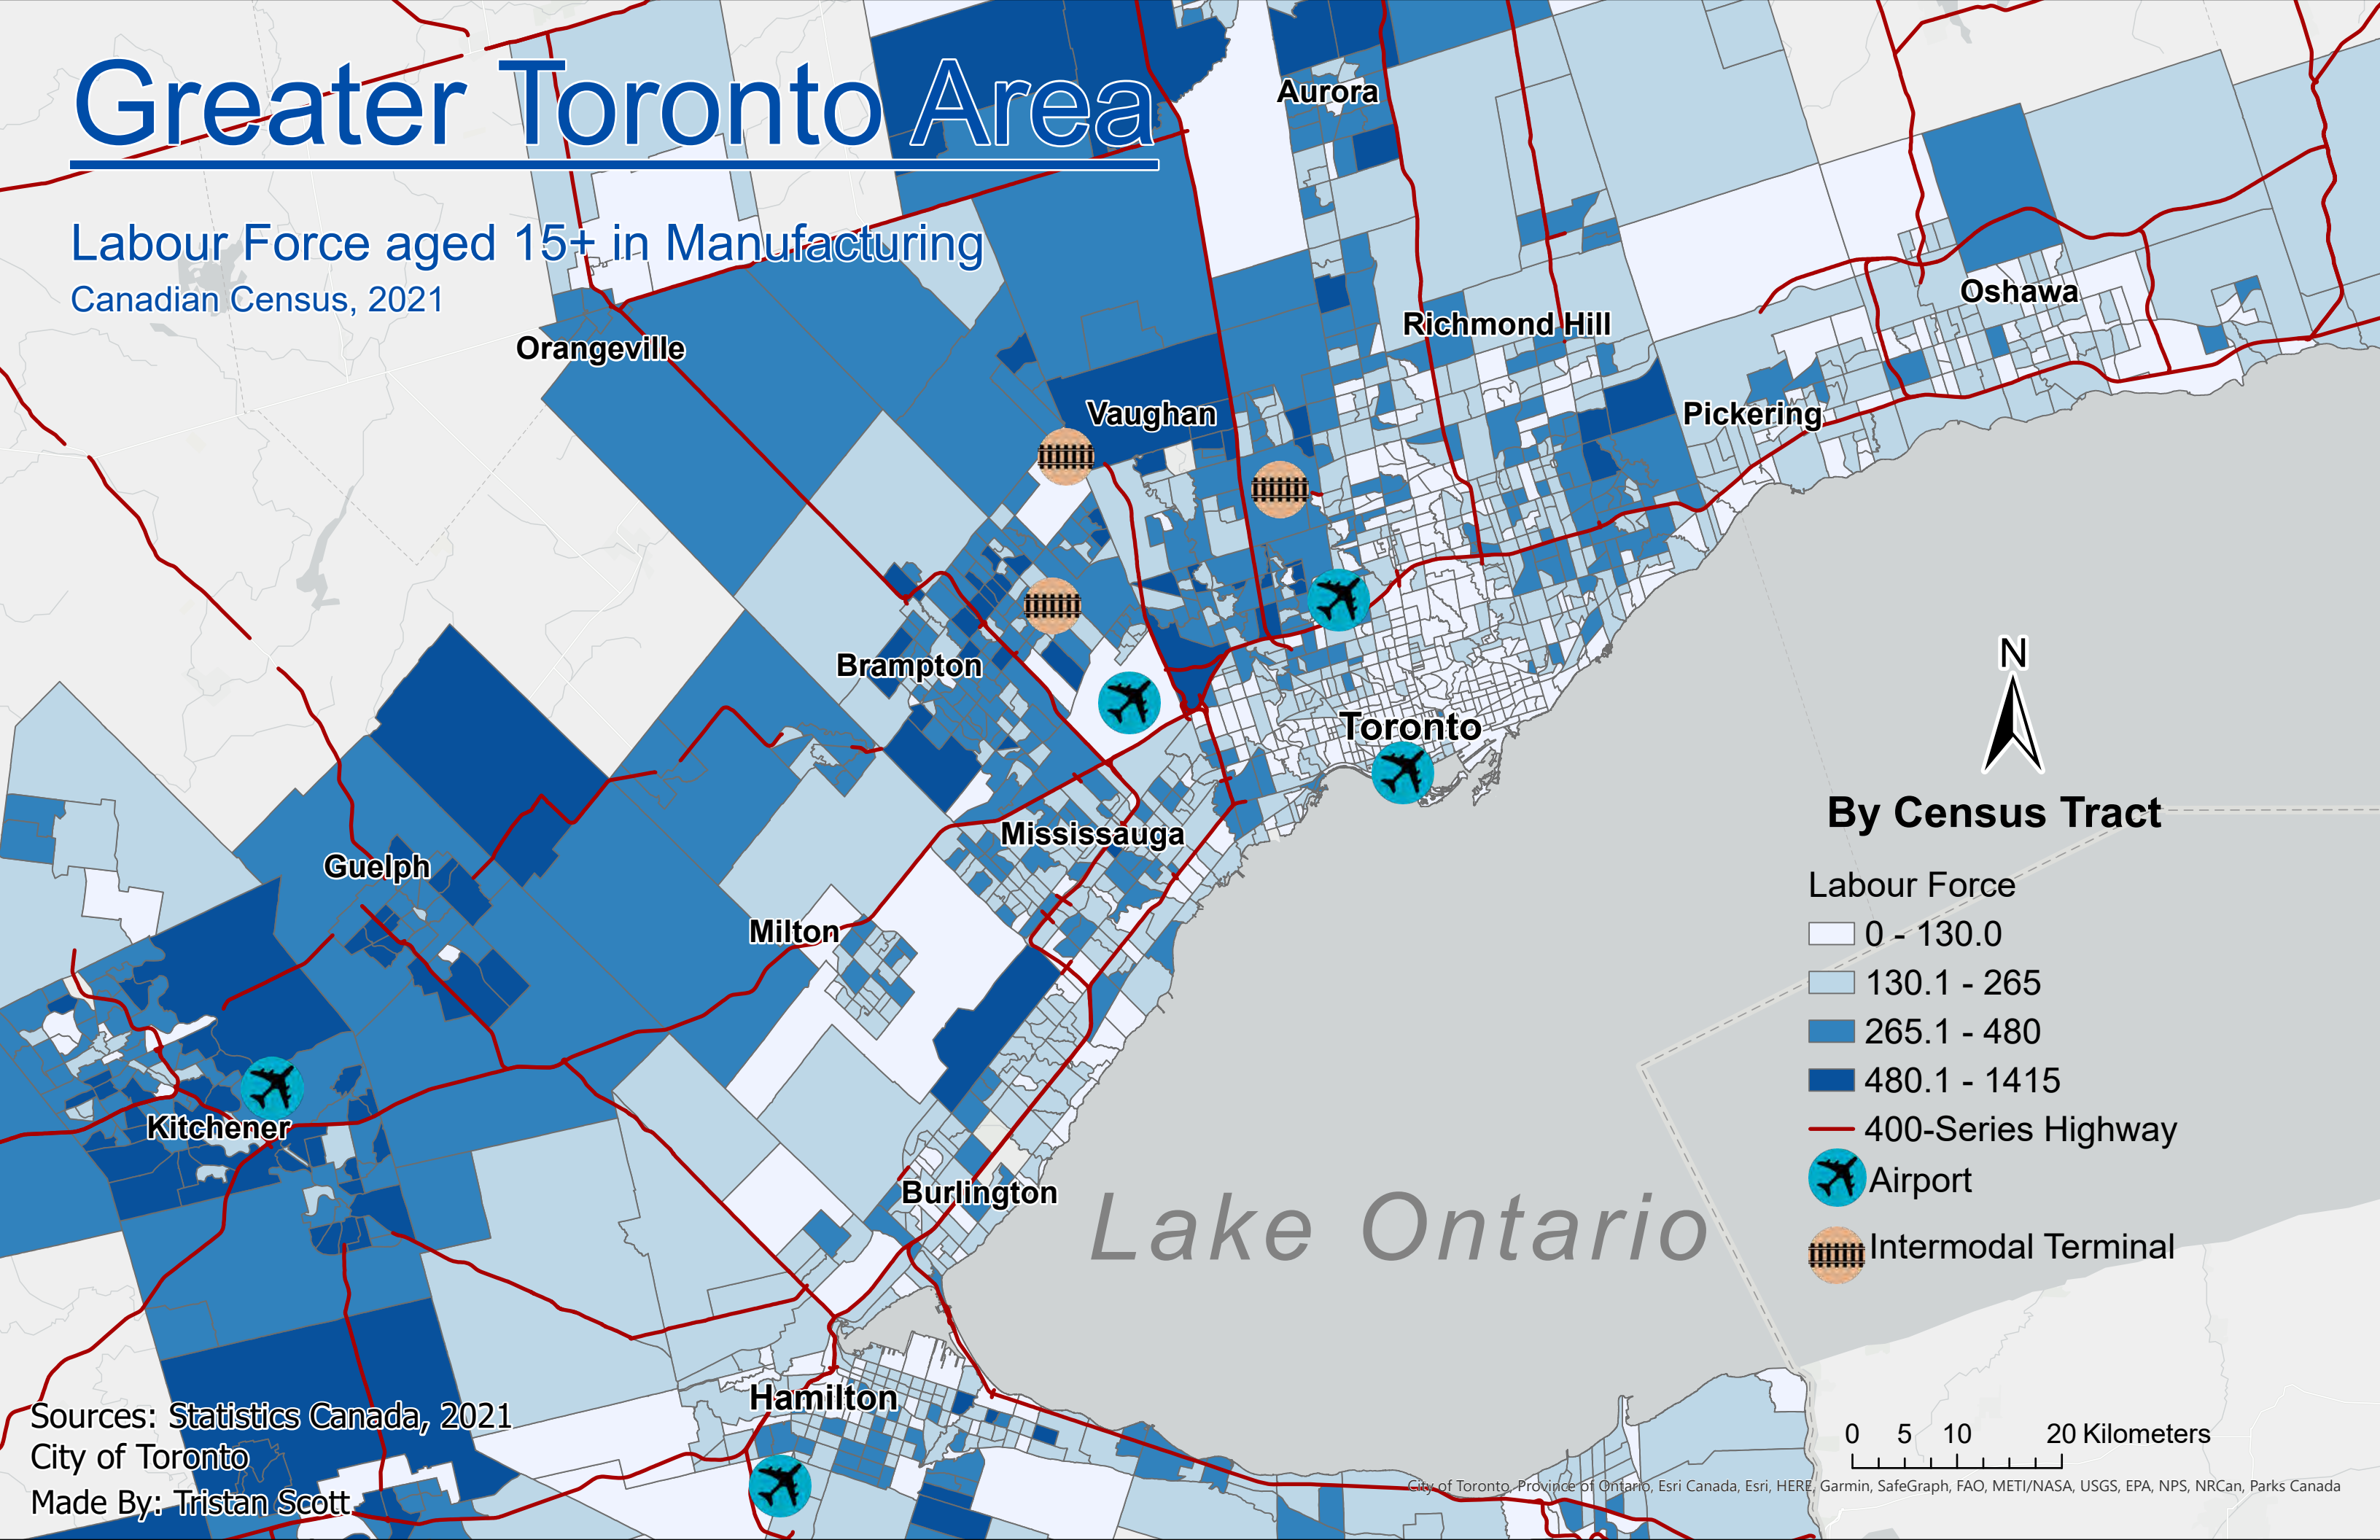 Greater Toronto Area
Labour Force aged 15+ in Manufacturing
Canadian Census, 2021
Aurora
Orangeville
Richmond Hill
Oshawa
Vaughan
Pickering
Brampton
Toronto
Mississauga
Guelph
Milton
Kitchener
Burlington
Hamilton
Lake Ontario
N
By Census Tract
Labour Force
0 - 130.0
130.1 - 265
265.1 - 480
480.1 - 1415
400-Series Highway
Airport
Intermodal Terminal
Sources: Statistics Canada, 2021
City of Toronto
Made By: Tristan Scott
0 5 10 20 Kilometers
City of Toronto, Province of Ontario, Esri Canada, Esri, HERE, Garmin, SafeGraph, FAO, METI/NASA, USGS, EPA, NPS, NRCan, Parks Canada